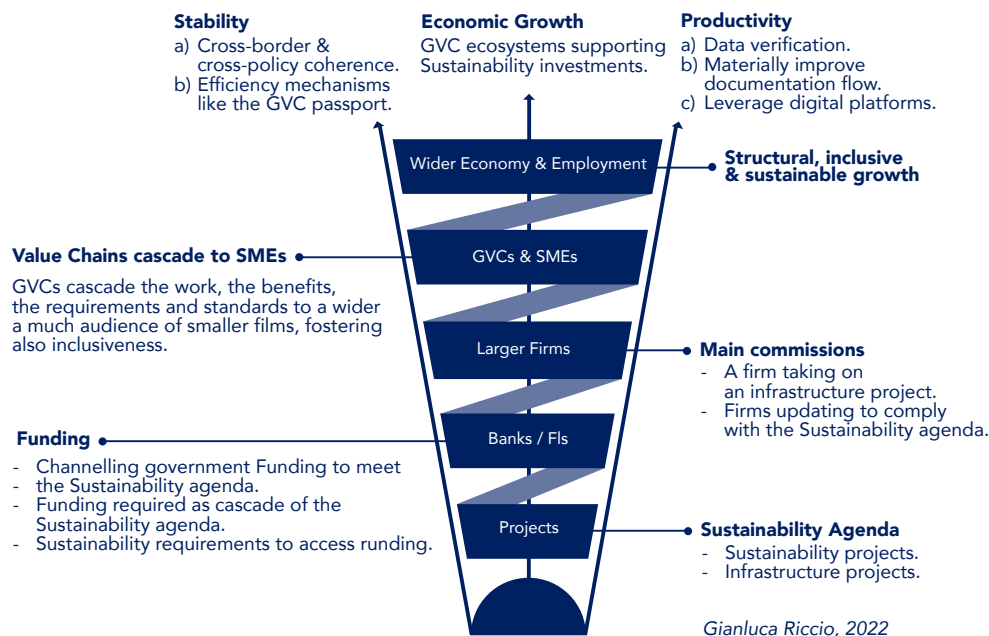 Stability
a) Cross-border &
cross-policy coherence.
b) Efficiency mechanisms
like the GVC passport.
Economic Growth
GVC ecosystems supporting
Sustainability investments.
Productivity
a) Data verification.
b) Materially improve
documentation flow.
c) Leverage digital platforms.
Wider Economy & Employment
Structural, inclusive
& sustainable growth
Value Chains cascade to SMEs
GVCs cascade the work, the benefits,
the requirements and standards to a wider
a much audience of smaller films, fostering
also inclusiveness.
GVCs & SMEs
Larger Firms
Main commissions
- A firm taking on
an infrastructure project.
- Firms updating to comply
with the Sustainability agenda.
Funding
- Channelling government Funding to meet
- the Sustainability agenda.
- Funding required as cascade of the
Sustainability agenda.
- Sustainability requirements to access runding.
Banks / FIs
Projects
Sustainability Agenda
- Sustainability projects.
- Infrastructure projects.
Gianluca Riccio, 2022